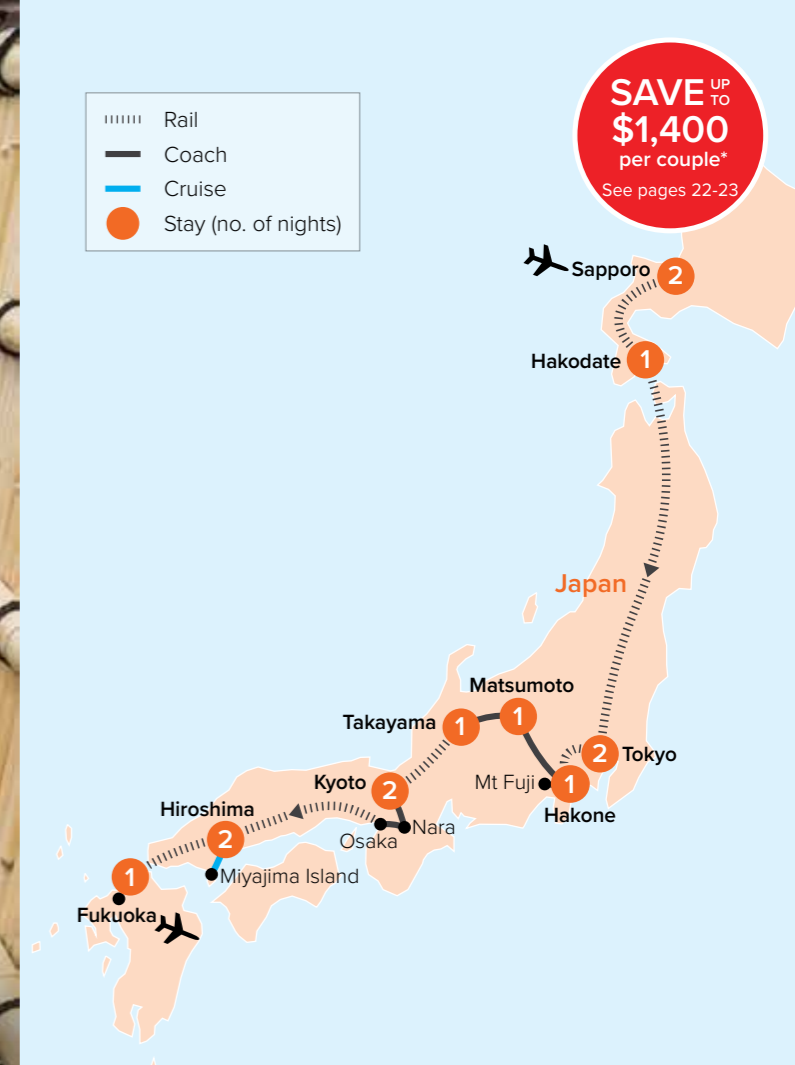 Rail
Coach
Cruise
Stay (no. of nights)
SAVE UP TO
$1,400
per couple*
See pages 22-23
Sapporo 2
Hakodate 1
Japan
Matsumoto
1
Takayama 1
2 Tokyo
Mt Fuji 1
Hakone
Kyoto 2
Nara
Osaka
Hiroshima
2
Miyajima Island
1
Fukuoka